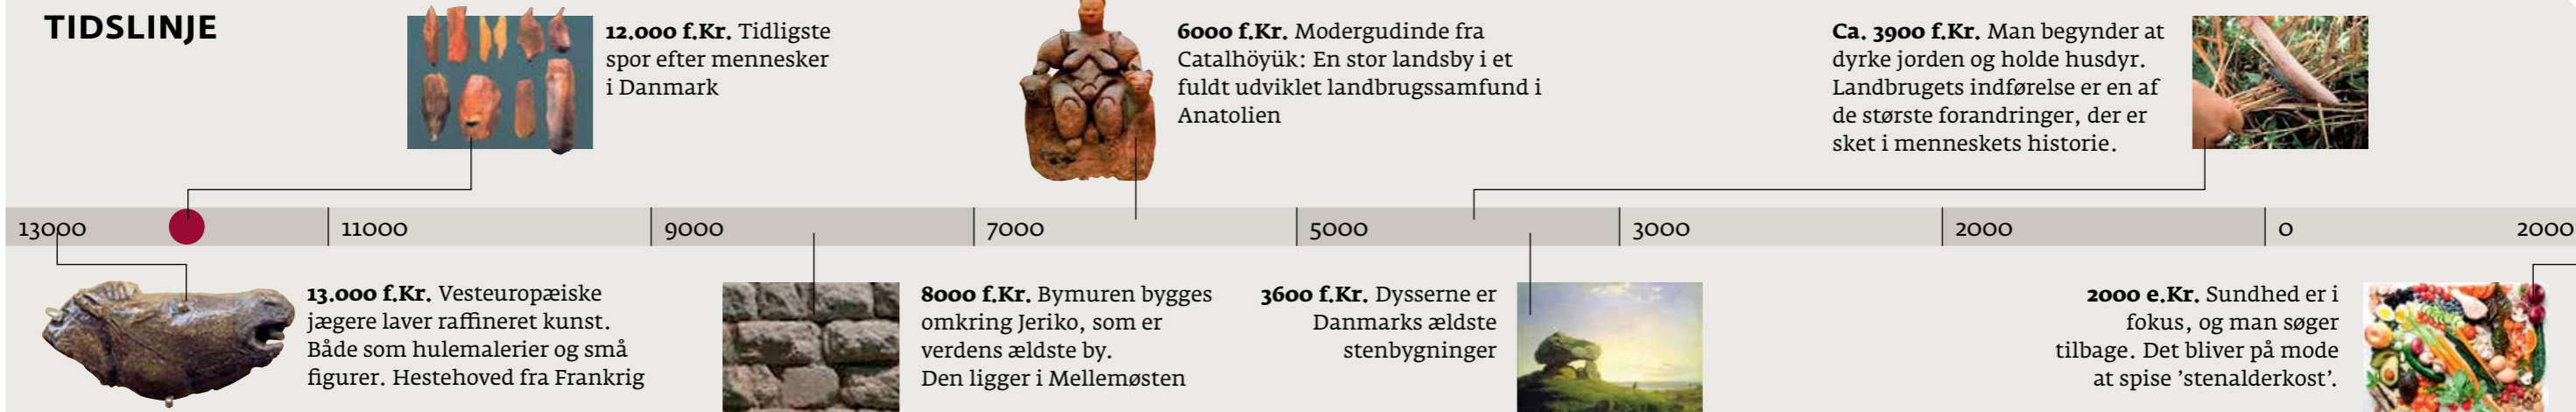 TIDSLINJE
12.000 f.Kr. Tidligste
spor efter mennesker
i Danmark
6000 f.Kr. Modergudinde fra
Catalhöyük: En stor landsby i et
fuldt udviklet landbrugssamfund i
Anatolien
Ca. 3900 f.Kr. Man begynder at
dyrke jorden og holde husdyr.
Landbrugets indførelse er en af
de største forandringer, der er
sket i menneskets historie.
13000 11000 9000 7000 5000 3000 2000 0 2000
13.000 f.Kr. Vesteuropæiske
jægere laver raffineret kunst.
Både som hulemalerier og små
figurer. Hestehoved fra Frankrig
8000 f.Kr. Bymuren bygges
omkring Jeriko, som er
verdens ældste by.
Den ligger i Mellemøsten
3600 f.Kr. Dysserne er
Danmarks ældste
stenbygninger
2000 e.Kr. Sundhed er i
fokus, og man søger
tilbage. Det bliver på mode
at spise ’stenalderkost’.